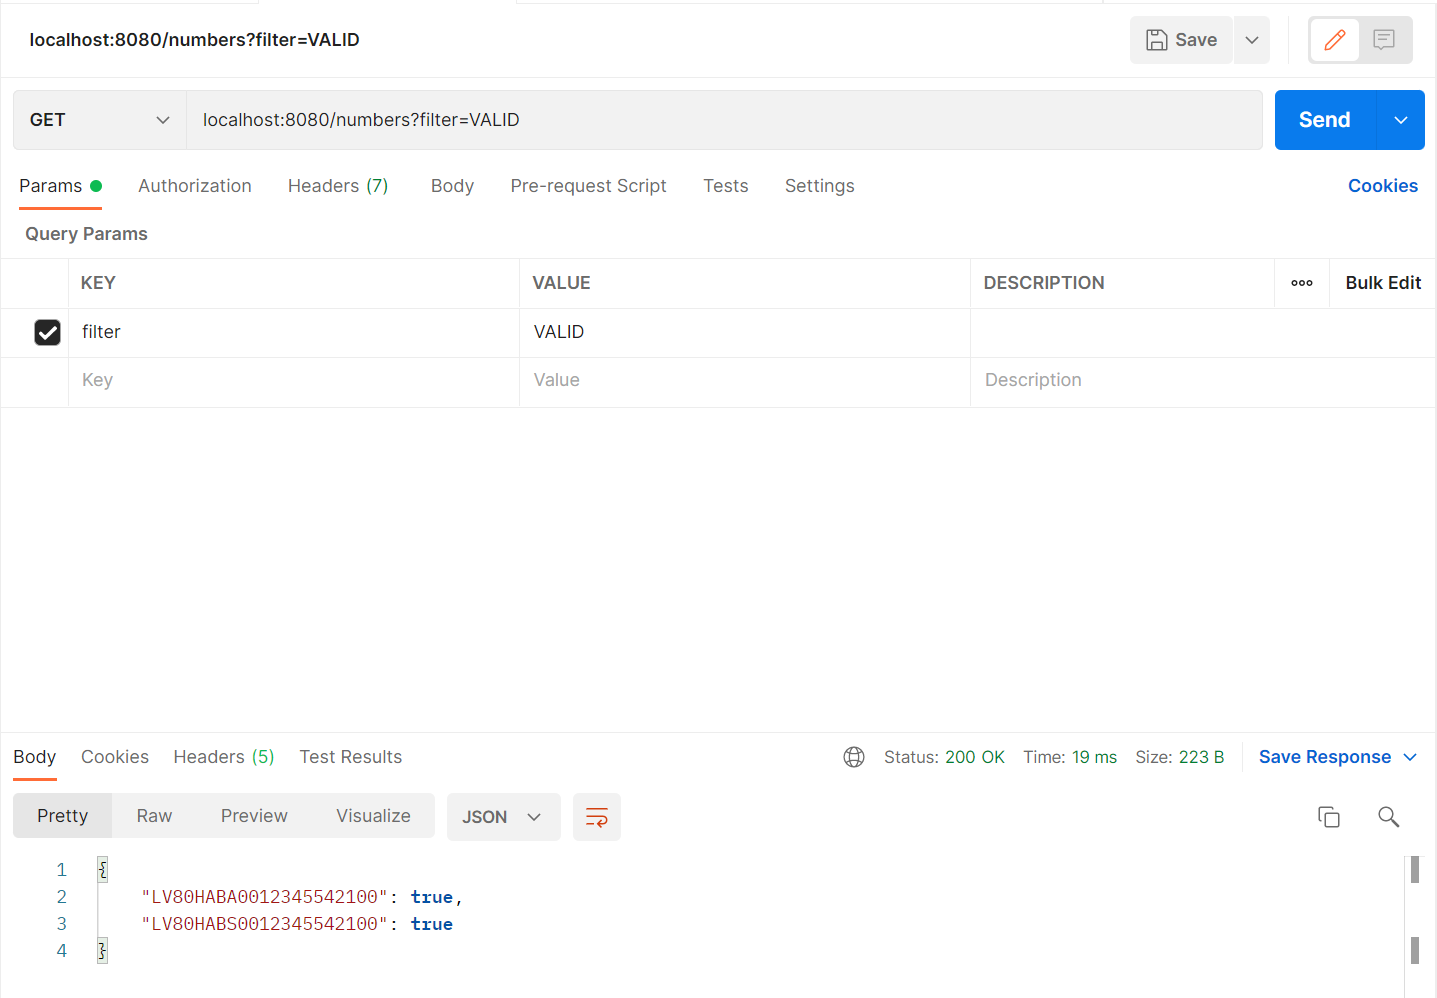 localhost:8080/numbers?filter=VALID Save
GET localhost:8080/numbers?filter=VALID Send
Params Authorization Headers (7) Body Pre-request Script Tests Settings Cookies
Query Params
KEY VALUE DESCRIPTION Bulk Edit
filter VALID
Key Value Description
Body Cookies Headers (5) Test Results Status: 200 OK Time: 19 ms Size: 223 B Save Response
Pretty Raw Preview Visualize JSON
1 {
2 "LV80HABA0012345542100": true,
3 "LV80HABS0012345542100": true
4 }